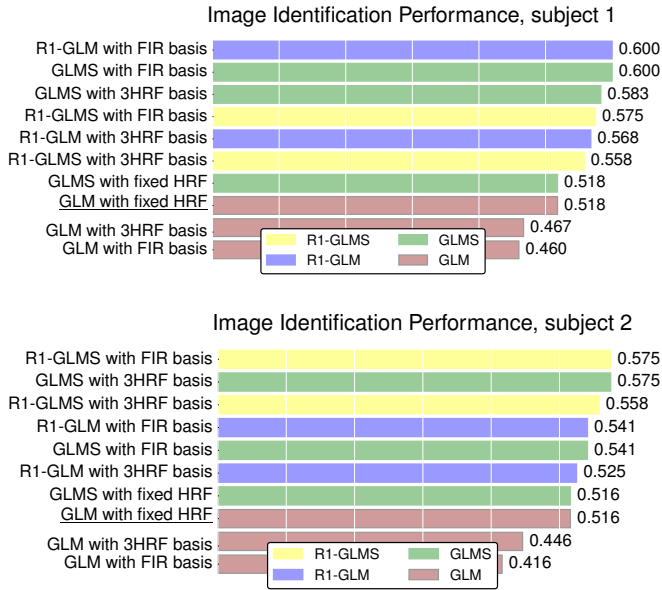 Image Identification Performance, subject 1
R1-GLM with FIR basis 0.600
GLMS with FIR basis 0.600
GLMS with 3HRF basis 0.583
R1-GLMS with FIR basis 0.575
R1-GLM with 3HRF basis 0.568
R1-GLMS with 3HRF basis 0.558
GLMS with fixed HRF 0.518
GLM with fixed HRF 0.518
GLM with 3HRF basis 0.467
GLM with FIR basis 0.460
R1-GLMS GLMS
R1-GLM GLM
Image Identification Performance, subject 2
R1-GLMS with FIR basis 0.575
GLMS with 3HRF basis 0.575
R1-GLMS with 3HRF basis 0.558
R1-GLM with FIR basis 0.541
GLMS with FIR basis 0.541
R1-GLM with 3HRF basis 0.525
GLMS with fixed HRF 0.516
GLM with fixed HRF 0.516
GLM with 3HRF basis 0.446
GLM with FIR basis 0.416
R1-GLMS GLMS
R1-GLM GLM